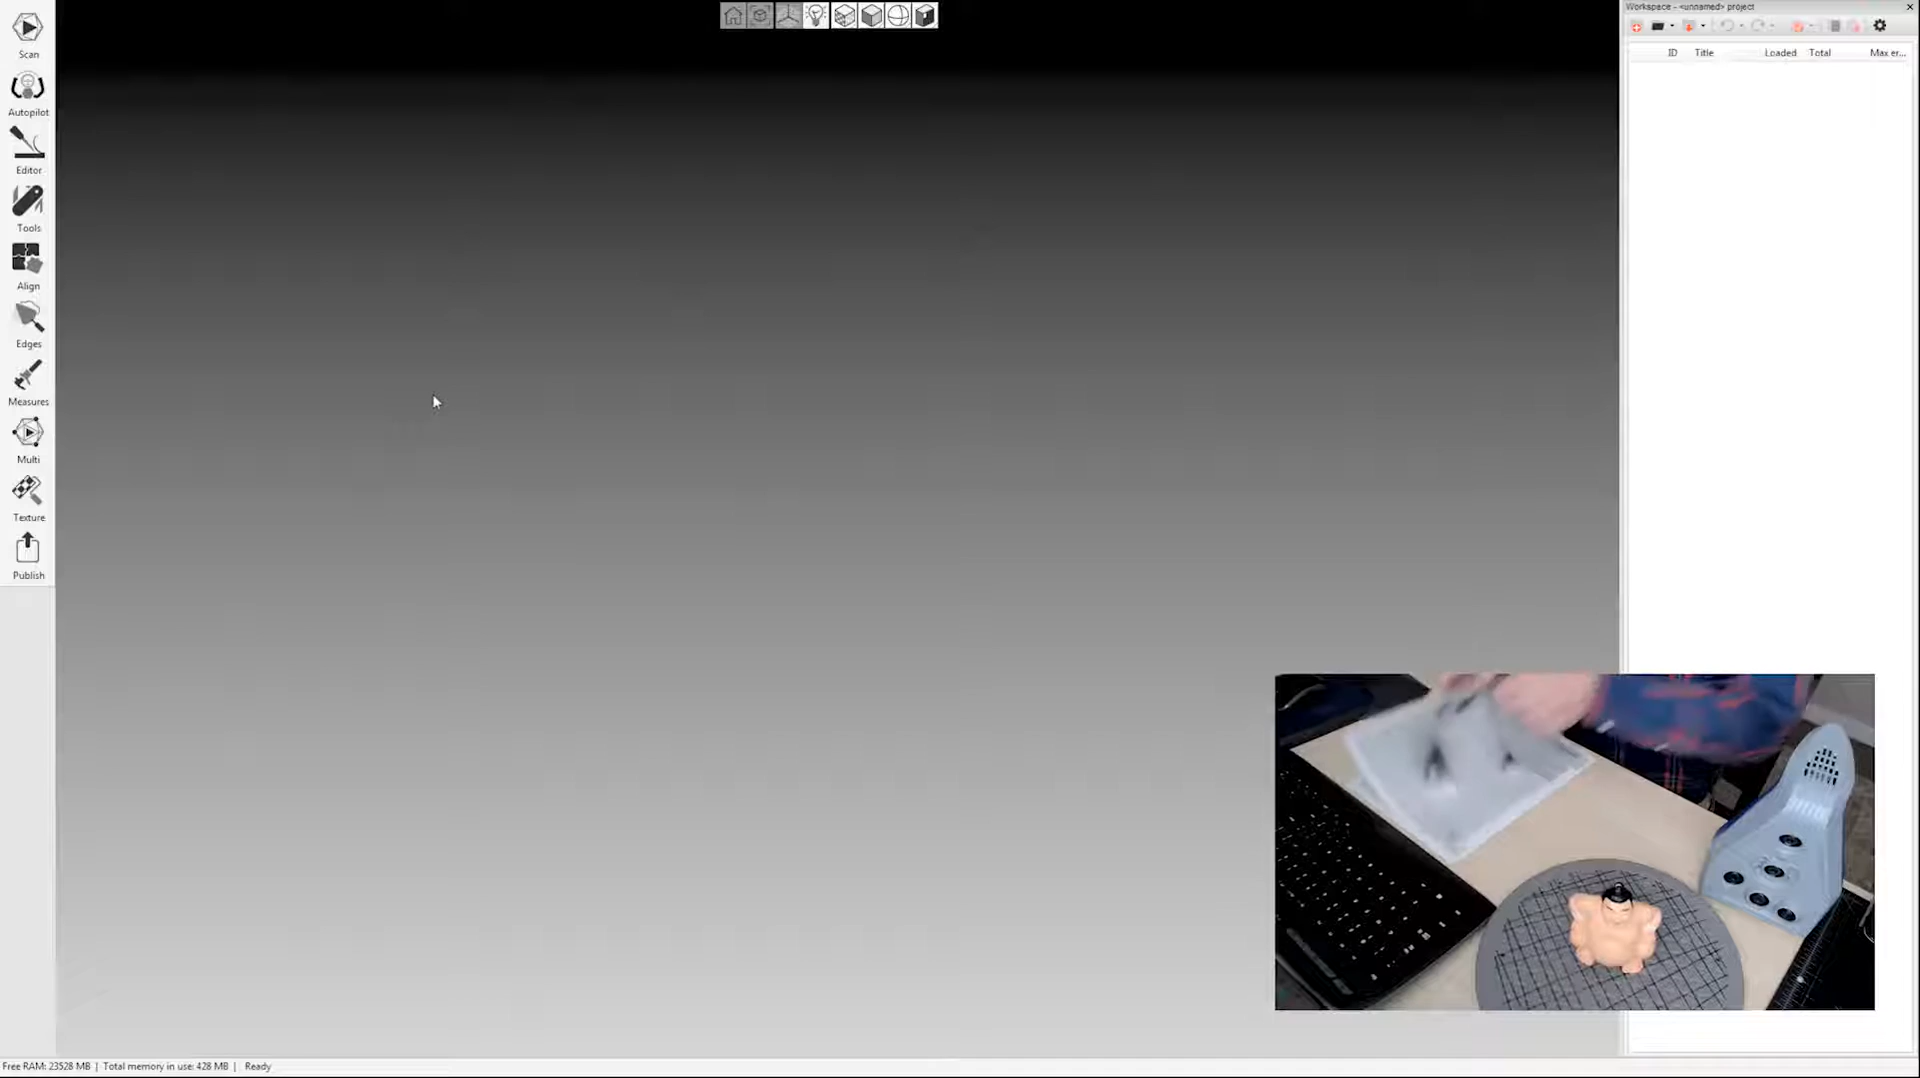 Workspace - <unnamed> project
ID Title Loaded Total Max er...
Scan
Autopilot
Editor
Tools
Align
Edges
Measures
Multi
Texture
Publish
Free RAM: 23528 MB | Total memory in use: 428 MB | Ready